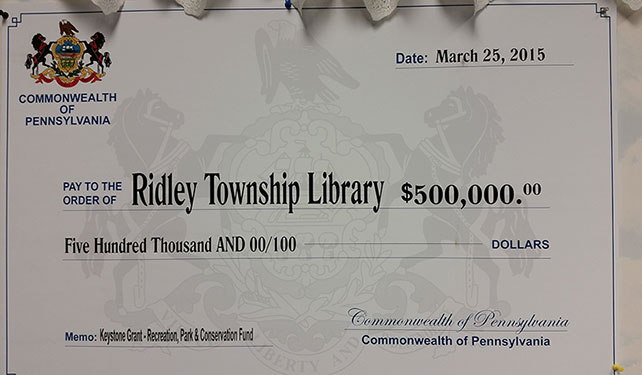 Date: March 25, 2015
COMMONWEALTH
OF
PENNSYLVANIA
PAY TO THE
ORDER OF Ridley Township Library $500,000.00
Five Hundred Thousand AND 00/100 DOLLARS
Commonwealth of Pennsylvania
Memo: Keystone Grant - Recreation, Park & Conservation Fund
Commonwealth of Pennsylvania
LIBERTY AND